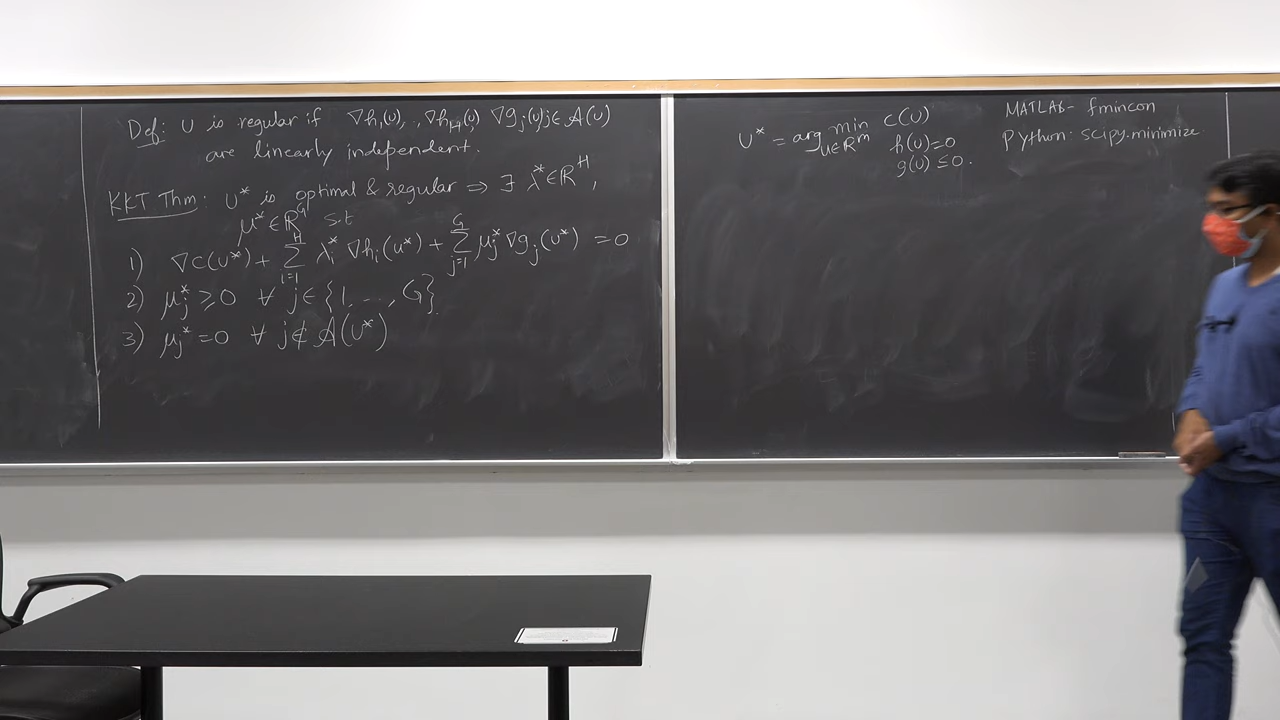 Def: U is regular if ∇h₁(U), .., ∇h_H(U) ∇g_j(U) j∈𝒜(U)
are linearly independent.
KKT Thm: U* is optimal & regular ⇒ ∃ λ*∈ℝ^H,
μ*∈ℝ^G s.t
1) ∇c(U*) + ∑_{i=1}^{H} λ_i* ∇h_i(U*) + ∑_{j=1}^{G} μ_j* ∇g_j(U*) = 0
2) μ_j* ≥ 0 ∀ j∈{1, ..., G}
3) μ_j* = 0 ∀ j∉𝒜(U*)
U* = arg min c(U)
U∈ℝ^m h(U)=0
g(U) ≤ 0.
MATLAB- fmincon
Python: scipy.minimize